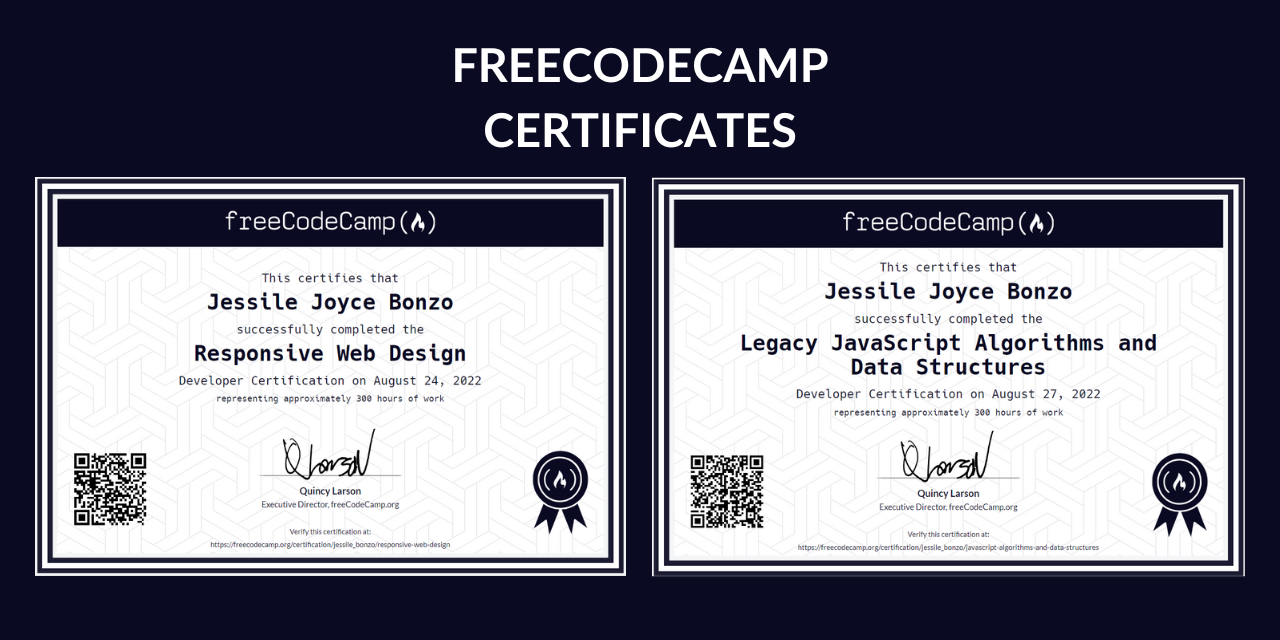 FREECODECAMP
CERTIFICATES
freeCodeCamp
This certifies that
Jessile Joyce Bonzo
successfully completed the
Responsive Web Design
Developer Certification on August 24, 2022
representing approximately 300 hours of work
Q Larson
Quincy Larson
Executive Director, freeCodeCamp.org
Verify this certification at:
https://freecodecamp.org/certification/jessile_bonzo/responsive-web-design
freeCodeCamp
This certifies that
Jessile Joyce Bonzo
successfully completed the
Legacy JavaScript Algorithms and
Data Structures
Developer Certification on August 27, 2022
representing approximately 300 hours of work
Q Larson
Quincy Larson
Executive Director, freeCodeCamp.org
Verify this certification at:
https://freecodecamp.org/certification/jessile_bonzo/javascript-algorithms-and-data-structures